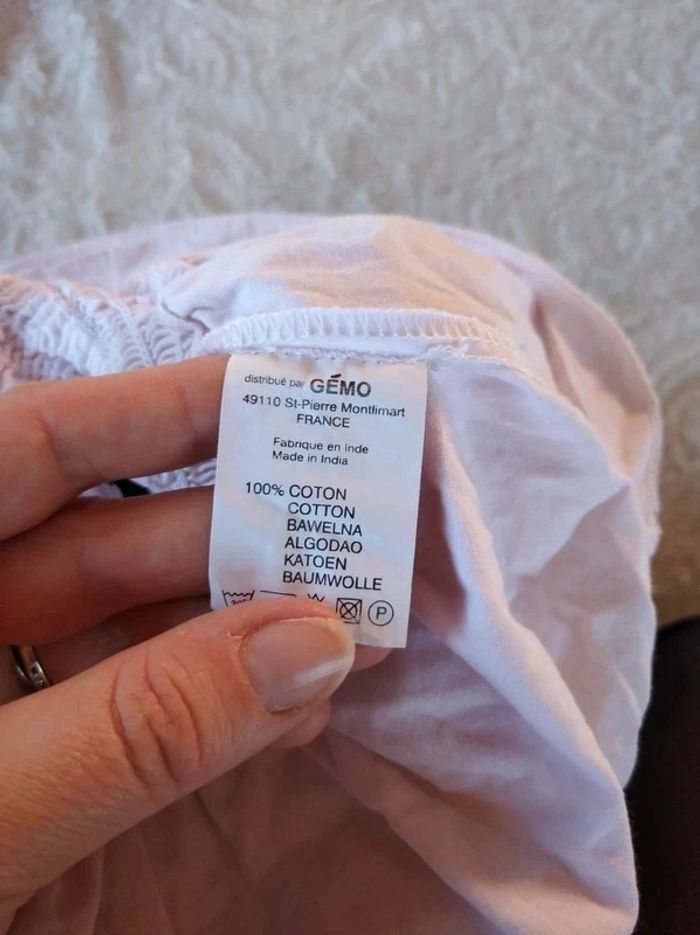 distribué par GÉMO
49110 St-Pierre Montlimart
FRANCE
Fabrique en Inde
Made in India
100% COTON
COTTON
BAWELNA
ALGODAO
KATOEN
BAUMWOLLE
P